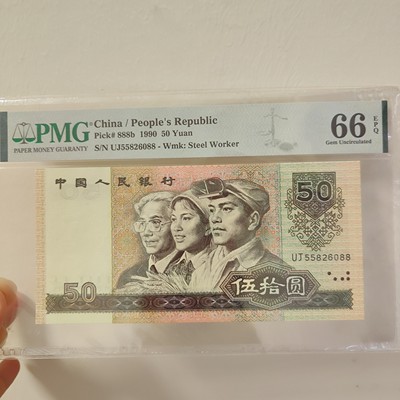 PMG
PAPER MONEY GUARANTY
China / People's Republic
Pick# 888b 1990 50 Yuan
S/N UJ55826088 - Wmk: Steel Worker
66 EPQ
Gem Uncirculated
中国人民银行
50
UJ55826088
50
伍拾圆